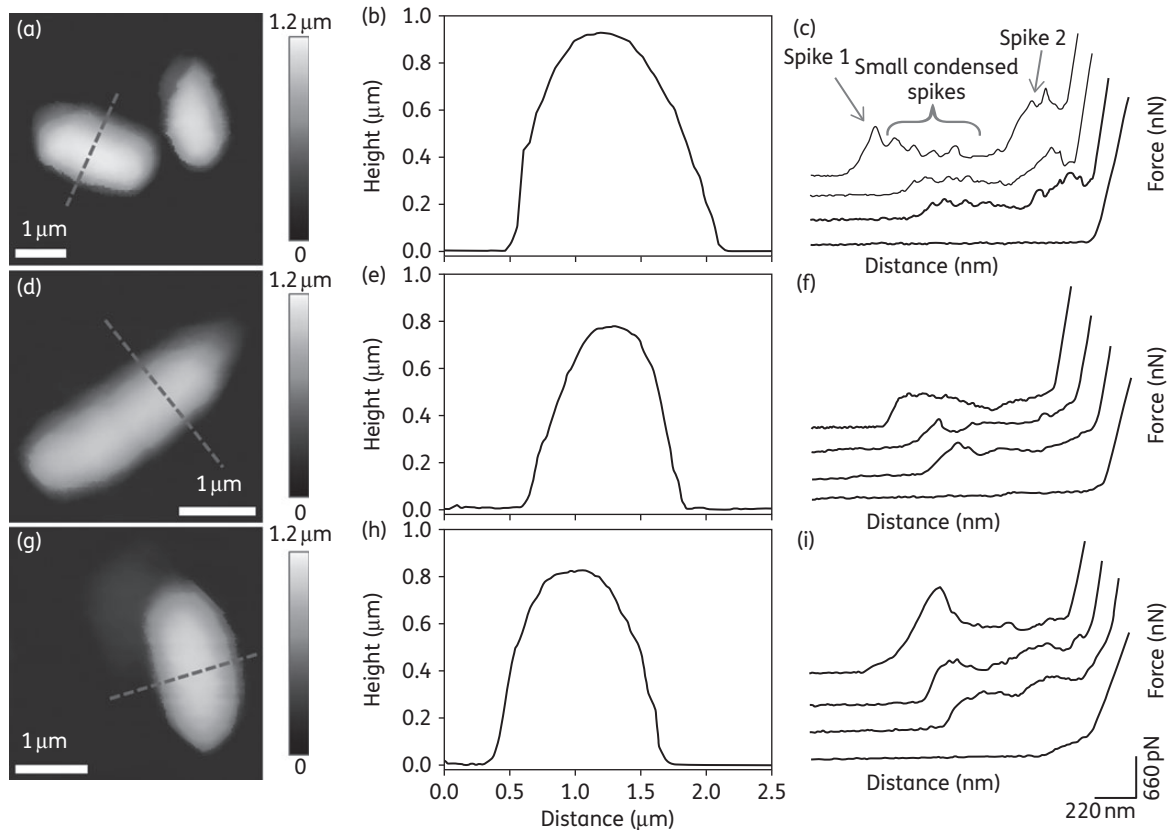 (a)
1.2 μm
1 μm
0
(b)
1.0
0.8
0.6
0.4
0.2
0.0
Height (μm)
(c)
Spike 1
Small condensed
spikes
Spike 2
Force (nN)
Distance (nm)
(d)
1.2 μm
1 μm
0
(e)
1.0
0.8
0.6
0.4
0.2
0.0
Height (μm)
(f)
Force (nN)
Distance (nm)
(g)
1.2 μm
1 μm
0
(h)
1.0
0.8
0.6
0.4
0.2
0.0
Height (μm)
0.0 0.5 1.0 1.5 2.0 2.5
Distance (μm)
(i)
Force (nN)
Distance (nm)
660 pN
220 nm